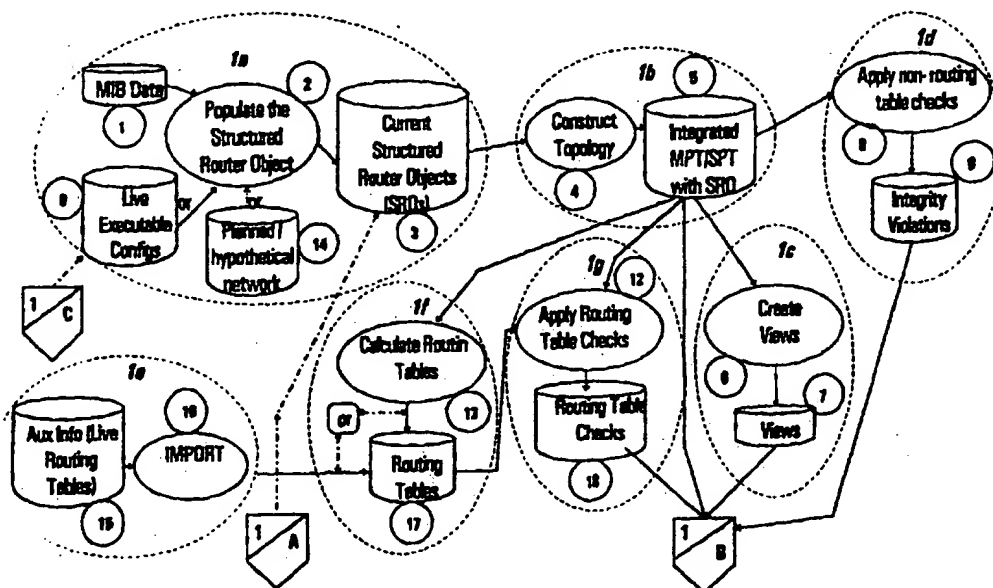 1a
MIB Data
1
Populate the
Structured
Router Object
2
Current
Structured
Router Objects
(SROs)
3
Live
Executable
Configs
or
or
Planned /
hypothetical
network
14
1
C
1b
Construct
Topology
4
5
Integrated
MPT/SPT
with SRO
1d
Apply non-routing
table checks
8
Integrity
Violations
9
1e
Aux Info (Live
Routing
Tables)
15
16
IMPORT
1
A
1f
Calculate Routin
Tables
13
or
Routing
Tables
17
1g
12
Apply Routing
Table Checks
Routing Table
Checks
18
1c
Create
Views
6
7
Views
1
B